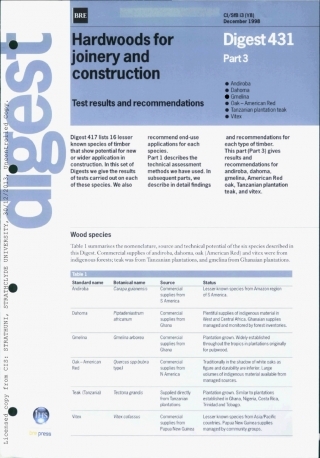 BRE
CI/SfB i3 (Y8)
December 1998
digest
Hardwoods for
joinery and
construction
Test results and recommendations
Digest 431
Part 3
Andiroba
Dahoma
Gmelina
Oak – American Red
Tanzanian plantation
teak
Vitex
Digest 417 lists 16 lesser
known species of timber
that show potential for new
or wider application in
construction. In this set of
Digests we give the results
of tests carried out on each
of these species. We also
recommend end-use
applications for each
species.
Part 1 describes the
technical assessment
methods we have used. In
subsequent parts, we
describe in detail findings
and recommendations for
each type of timber.
This part (Part 3) gives
results and
recommendations for
andiroba, dahoma,
gmelina, American Red
oak, Tanzanian plantation
teak, and vitex.
Wood species
Table 1 summarises the nomenclature, source and technical potential of the six species described in
this Digest. Commercial supplies of andiroba, dahoma, oak (American Red) and vitex were from
indigenous forests; teak was from Tanzanian plantations, and gmelina from Ghanaian plantations.
Table 1
Standard name Botanical name Source Status
Andiroba Carapa guianensis Commercial supplies from S America Lesser known species from Amazon region of S America.
Dahoma Piptadeniastrum africanum Commercial supplies from Ghana Plentiful supplies of indigenous material in West and Central Africa. Ghanaian supplies managed and monitored by forest inventories.
Gmelina Gmelina arborea Commercial supplies from Ghana Plantation grown. Widely established throughout the tropics in plantations originally for pulpwood.
Oak – American Red Commercial supplies from N America Traditionally in the shadow of white oaks as figure and durability are inferior. Large volumes of indigenous material available from managed sources.
Teak (Tanzania) Tectona grandis Supplied directly from Tanzanian plantations Plantation grown. Similar to plantations established in Ghana, Nigeria, Costa Rica, Trinidad and Tobago.
Vitex Vitex cofassus Commercial supplies from Papua New Guinea Lesser known species from Asia/Pacific countries. Papua New Guinea supplies managed by community groups.
press
Licensed copy from CIS: STRATHUNI, STRATHCLYDE UNIVERSITY, Uncontrolled Copy.